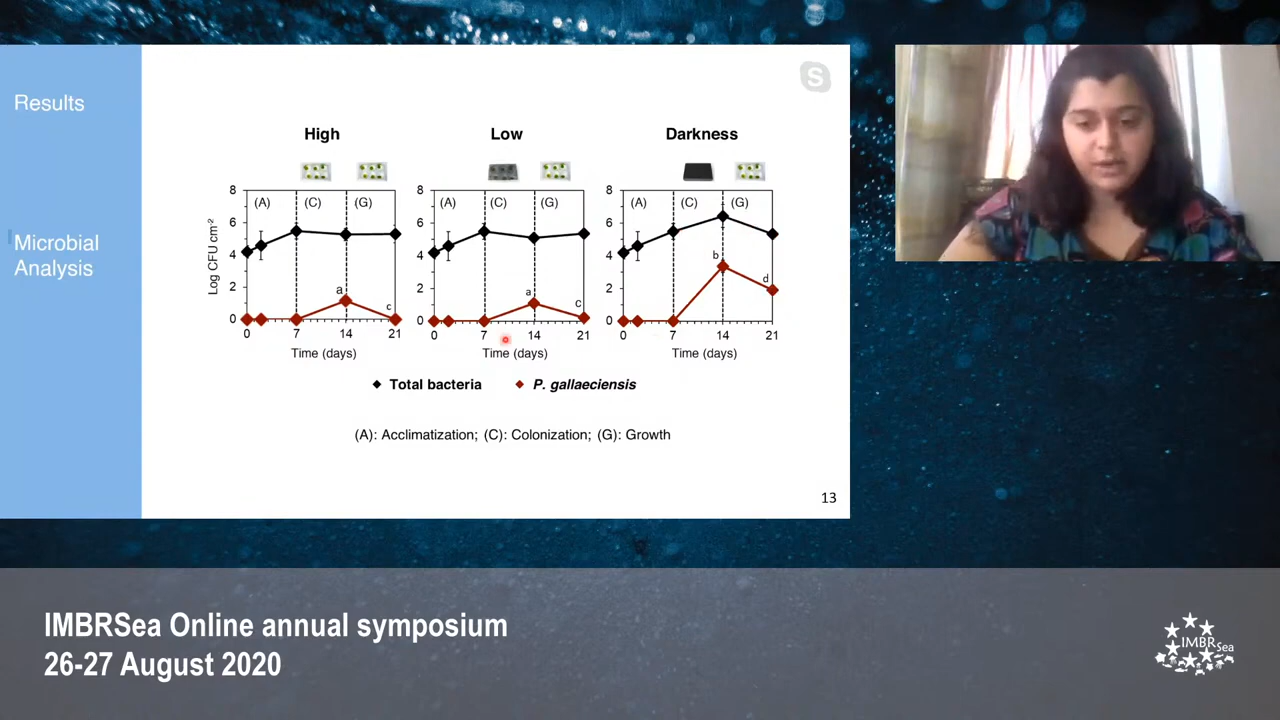 Results
Microbial
Analysis
S
High
Low
Darkness
8
(A)
(C)
(G)
6
4
2
0
Log CFU cm-2
a
c
0
7
14
21
Time (days)
8
(A)
(C)
(G)
6
4
2
0
a
c
0
7
14
21
Time (days)
8
(A)
(C)
(G)
6
4
2
0
b
d
0
7
14
21
Time (days)
Total bacteria
P. gallaeciensis
(A): Acclimatization; (C): Colonization; (G): Growth
13
IMBRSea Online annual symposium
26-27 August 2020
IMBRSea